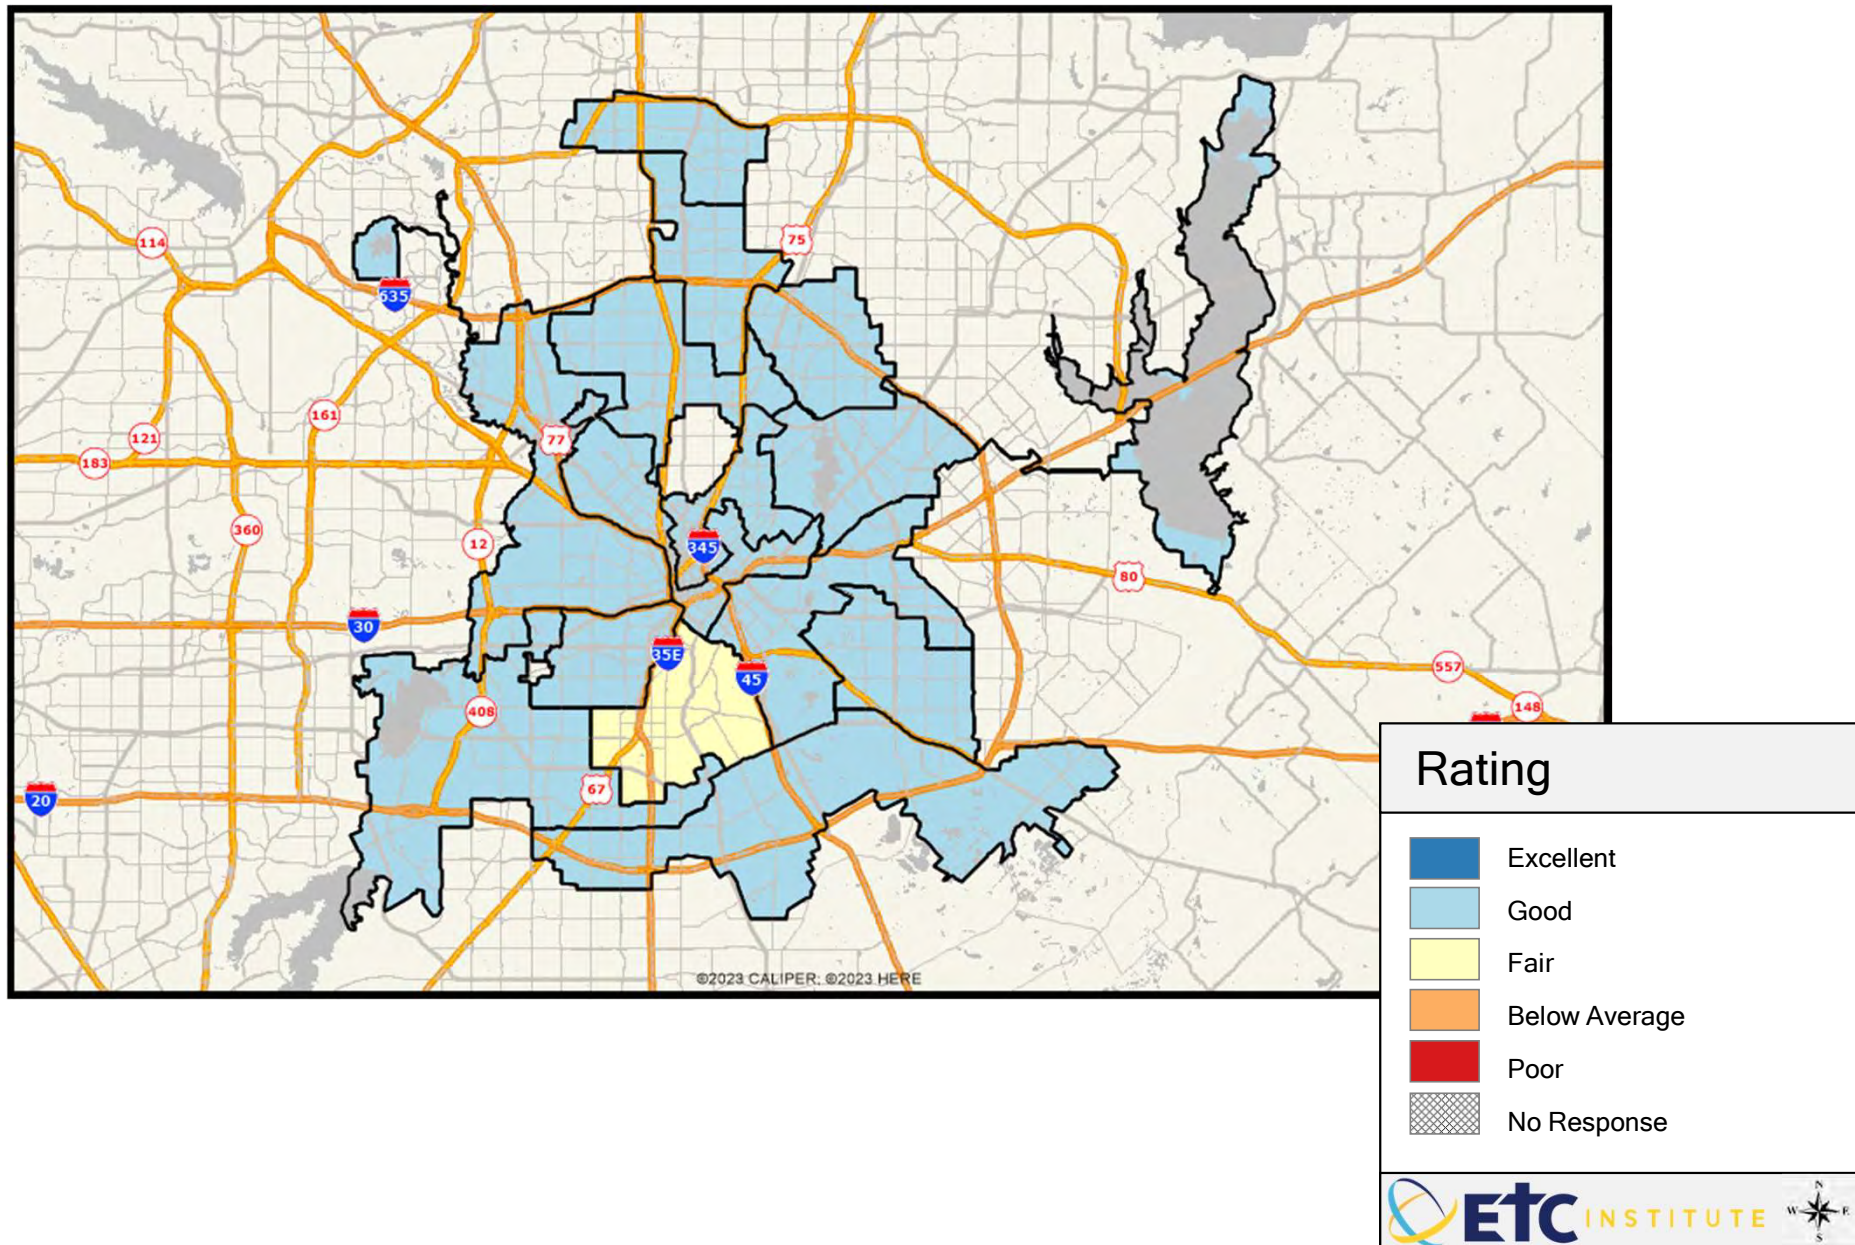 114
75
635
161
77
121
183
360
12
345
80
30
35E
45
557
408
148
67
20
©2023 CALIPER; ©2023 HERE
Rating
Excellent
Good
Fair
Below Average
Poor
No Response
ETC INSTITUTE
N
W E
S